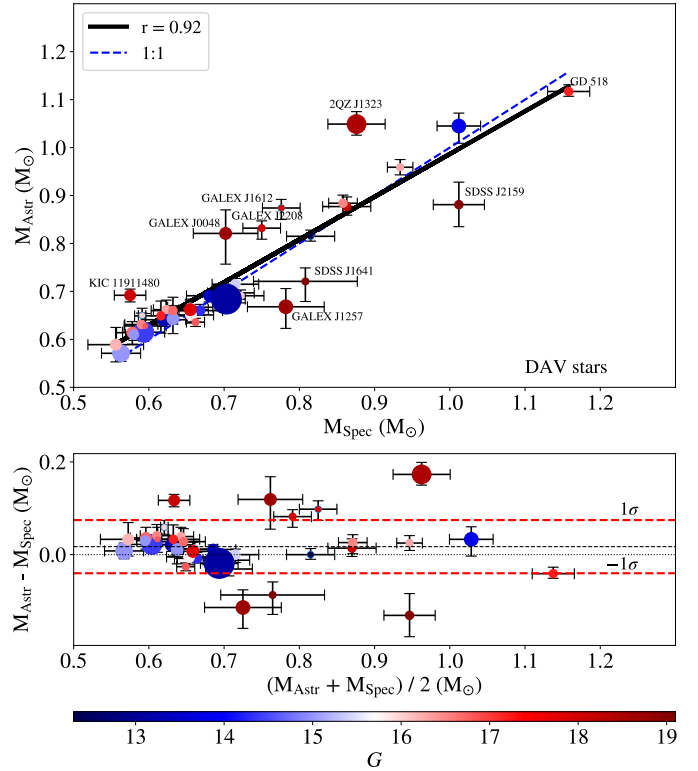 r = 0.92
1:1
GD 518
2QZ J1323
GALEX J1612
SDSS J2159
GALEX J0048
GALEX J2208
SDSS J1641
KIC 11911480
GALEX J1257
DAV stars
1.2
1.1
1.0
0.9
0.8
0.7
0.6
0.5
M_Astr (M_⊙)
0.5 0.6 0.7 0.8 0.9 1.0 1.1 1.2
M_Spec (M_⊙)
0.2
0.0
M_Astr - M_Spec (M_⊙)
1σ
−1σ
0.5 0.6 0.7 0.8 0.9 1.0 1.1 1.2
(M_Astr + M_Spec) / 2 (M_⊙)
13 14 15 16 17 18 19
G